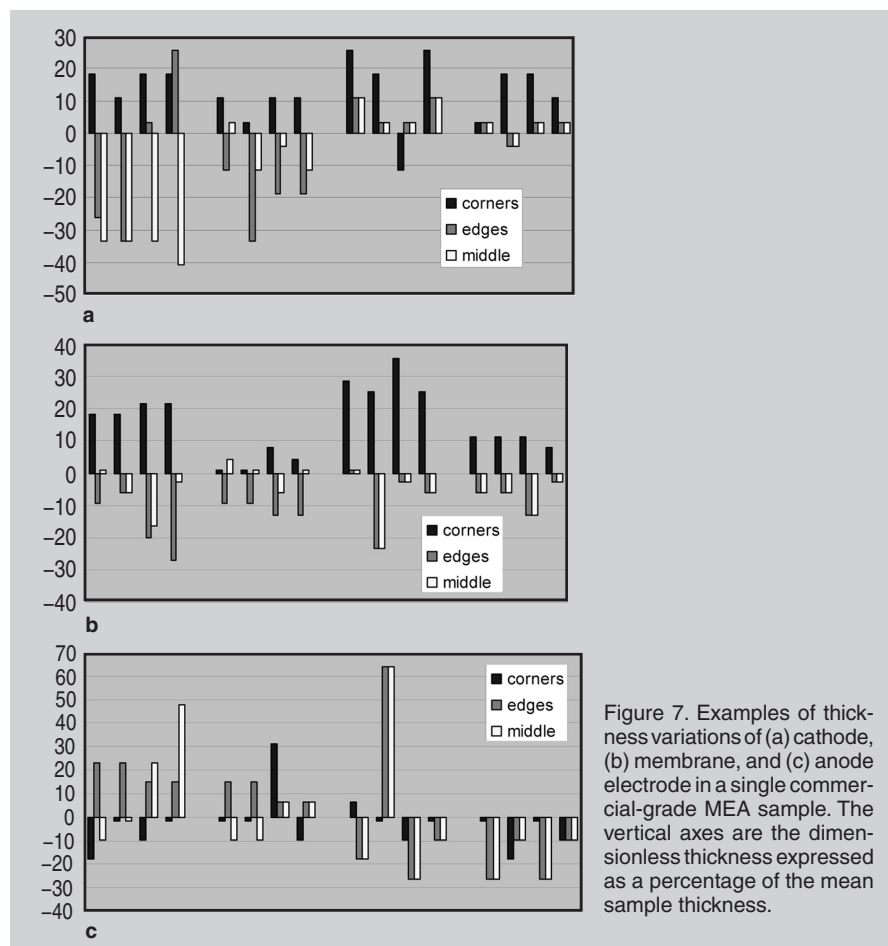 30
20
10
0
−10
−20
−30
−40
−50
corners
edges
middle
a
40
30
20
10
0
−10
−20
−30
−40
corners
edges
middle
b
70
60
50
40
30
20
10
0
−10
−20
−30
−40
corners
edges
middle
c
Figure 7. Examples of thick-
ness variations of (a) cathode,
(b) membrane, and (c) anode
electrode in a single commer-
cial-grade MEA sample. The
vertical axes are the dimen-
sionless thickness expressed
as a percentage of the mean
sample thickness.